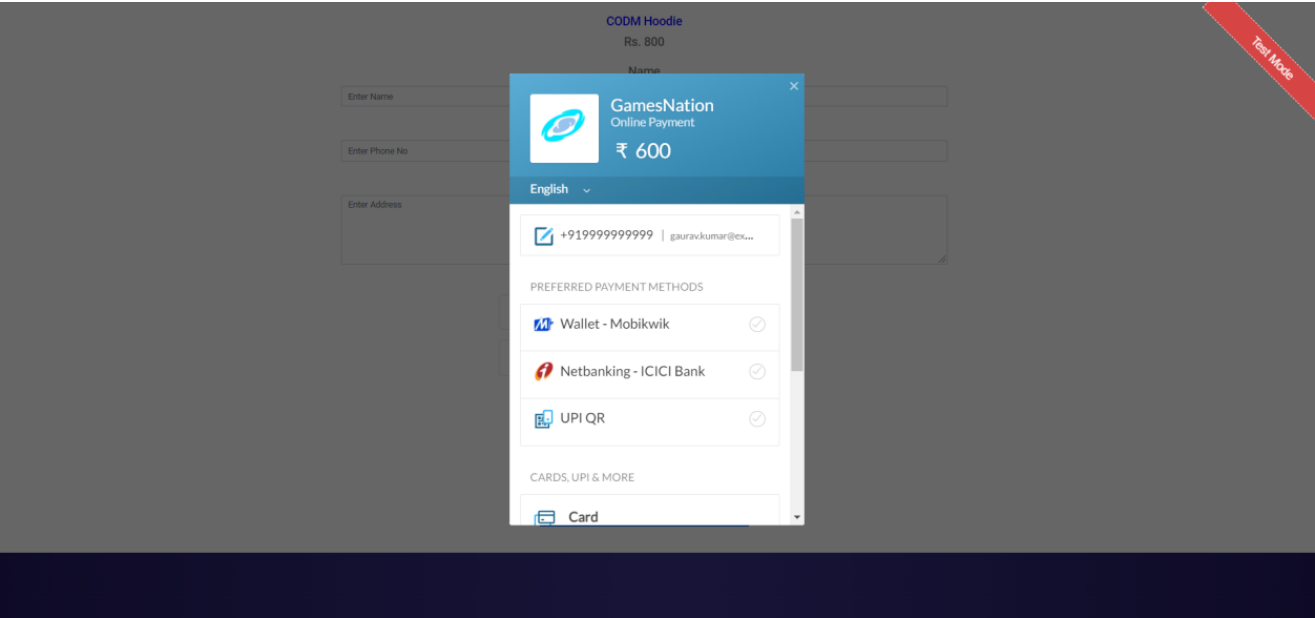 CODM Hoodie
Rs. 800
Name
Test Mode
Enter Name
Enter Phone No
Enter Address
×
GamesNation
Online Payment
₹ 600
English
+919999999999 | gaurav.kumar@ex...
PREFERRED PAYMENT METHODS
Wallet - Mobikwik
Netbanking - ICICI Bank
UPI QR
CARDS, UPI & MORE
Card